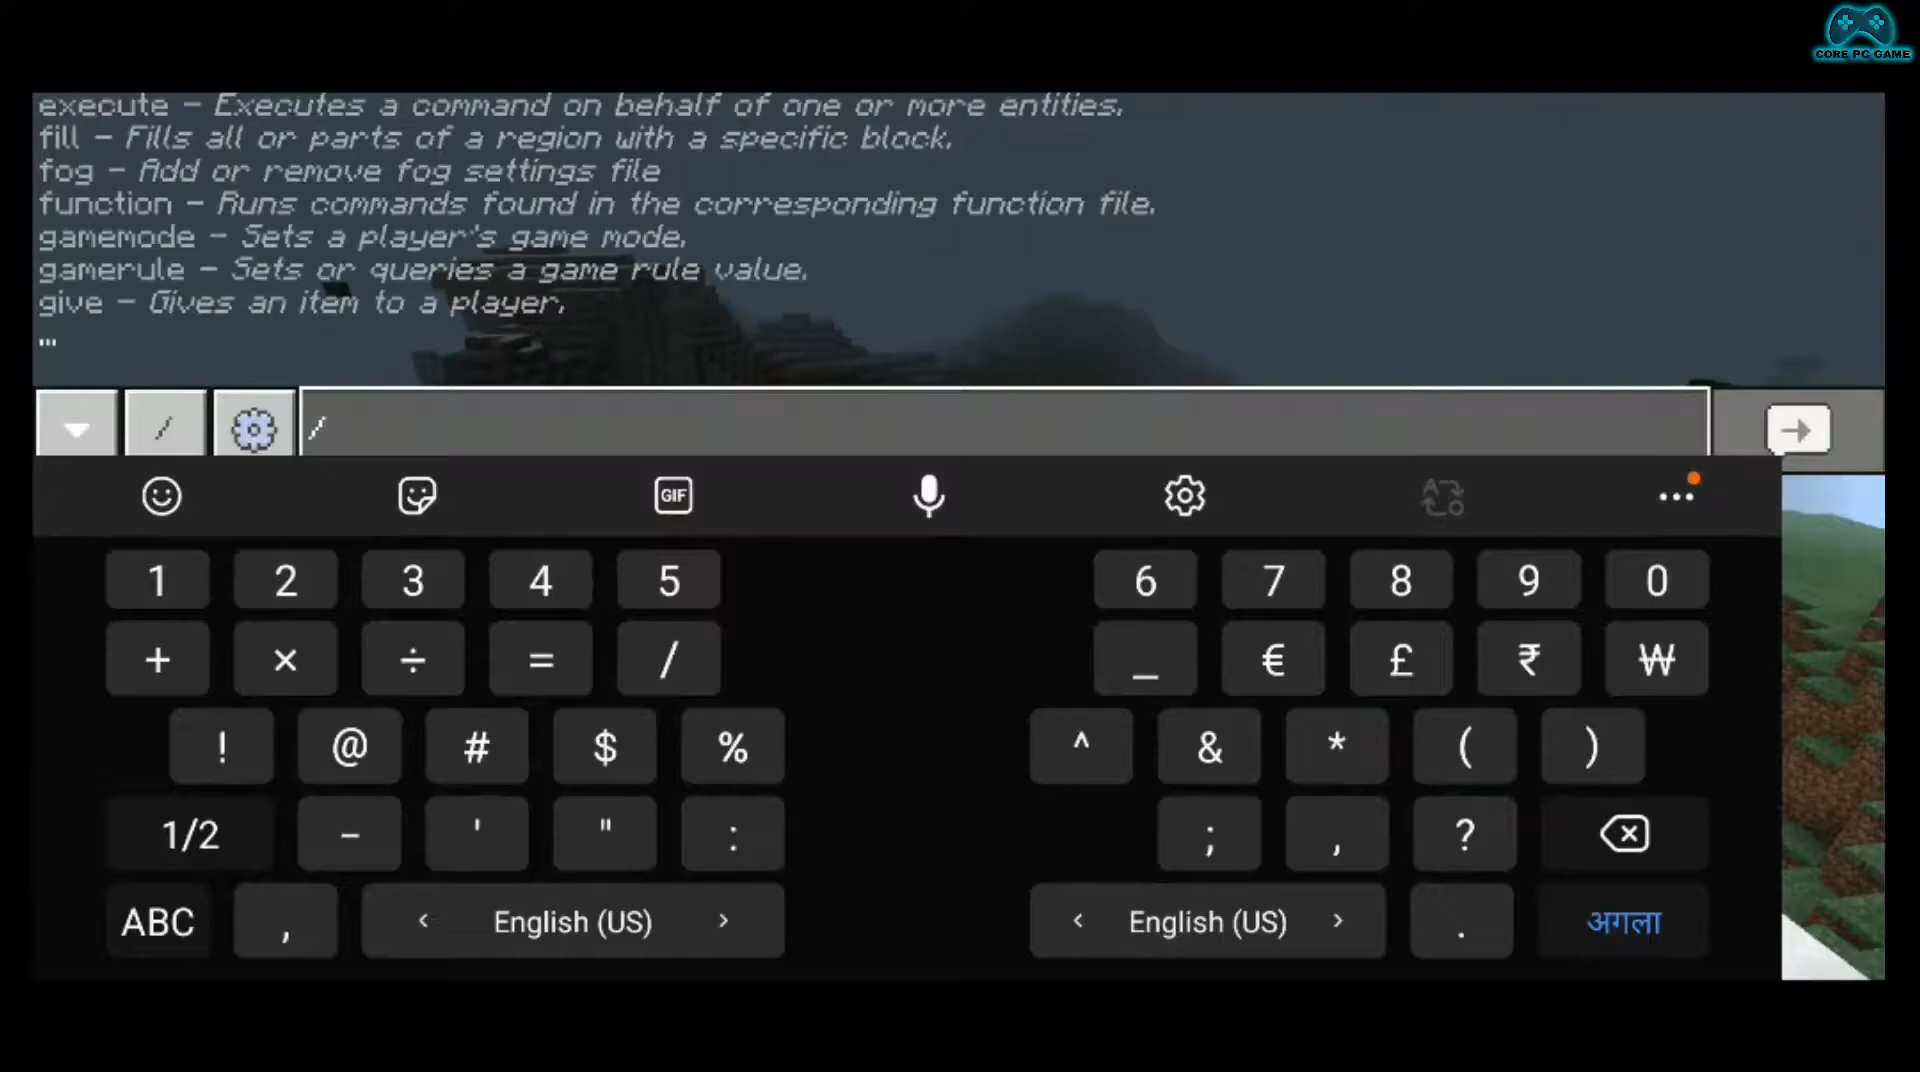 CORE PC GAME
execute – Executes a command on behalf of one or more entities.
fill – Fills all or parts of a region with a specific block.
fog – Add or remove fog settings file
function – Runs commands found in the corresponding function file.
gamemode – Sets a player's game mode.
gamerule – Sets or queries a game rule value.
give – Gives an item to a player.
...
/ /
GIF
1 2 3 4 5 6 7 8 9 0
+ × ÷ = / _ € £ ₹ ₩
! @ # $ % ^ & * ( )
1/2 - ' " : ; , ?
ABC , < English (US) > < English (US) > . अगला